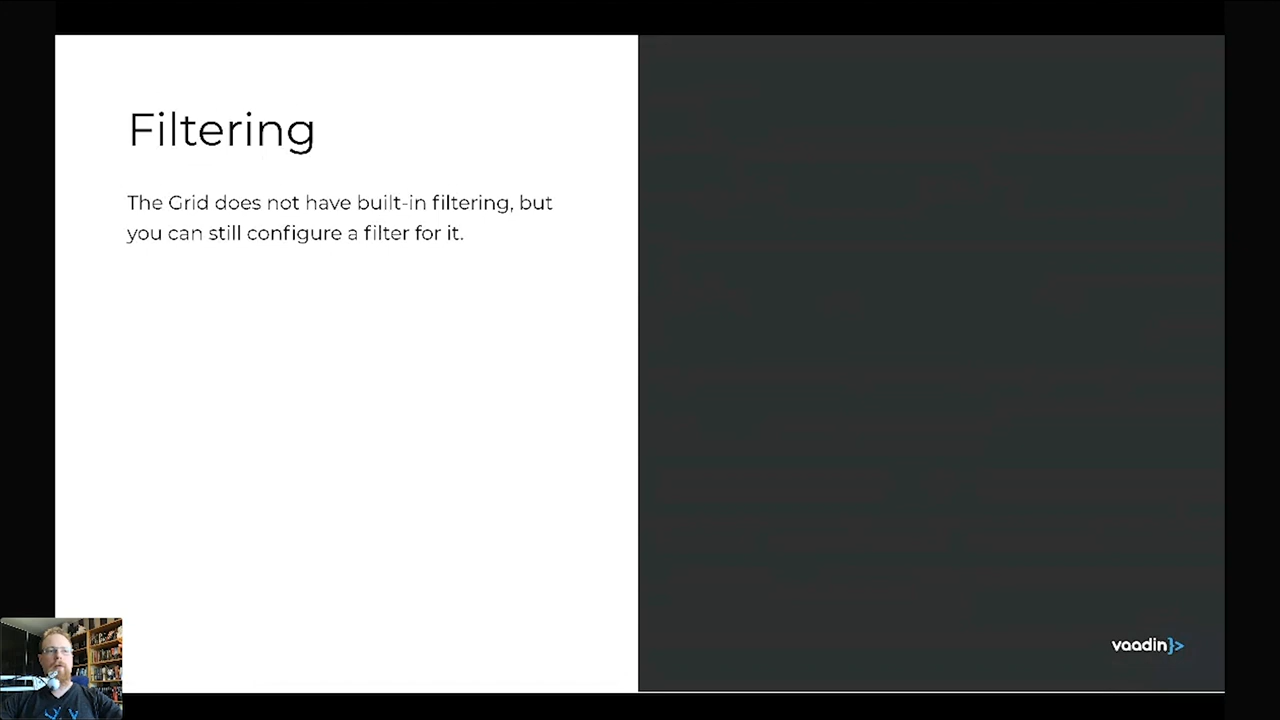 Filtering
The Grid does not have built-in filtering, but
you can still configure a filter for it.
vaadin}>